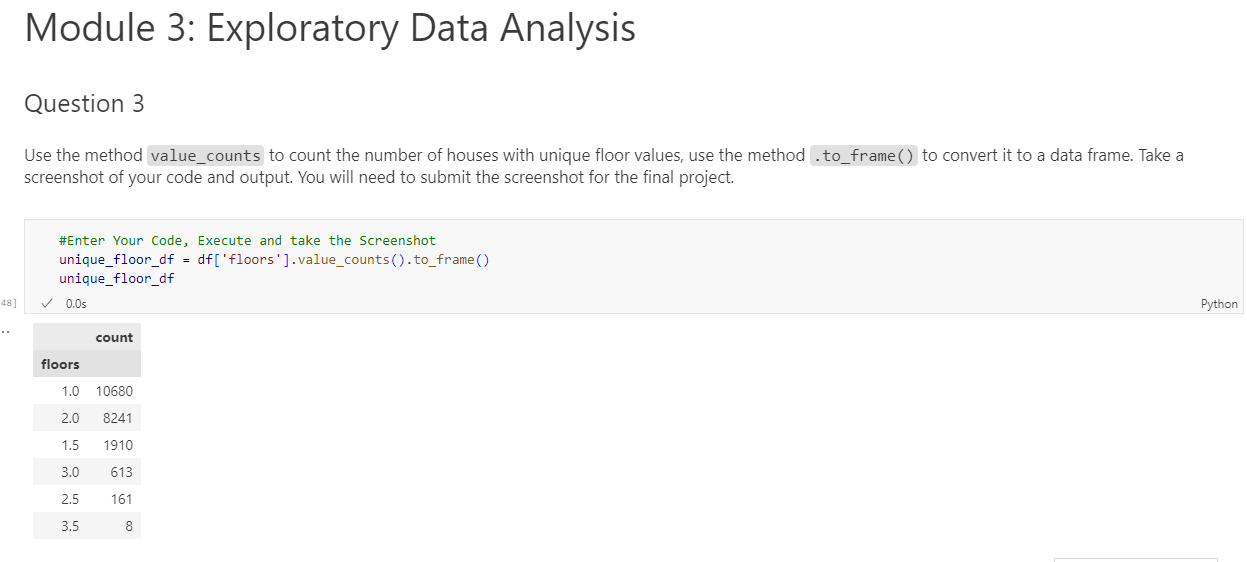 Module 3: Exploratory Data Analysis
Question 3
Use the method value_counts to count the number of houses with unique floor values, use the method .to_frame() to convert it to a data frame. Take a
screenshot of your code and output. You will need to submit the screenshot for the final project.
#Enter Your Code, Execute and take the Screenshot
unique_floor_df = df['floors'].value_counts().to_frame()
unique_floor_df
48] ✓ 0.0s Python
..
count
floors
1.0 10680
2.0 8241
1.5 1910
3.0 613
2.5 161
3.5 8